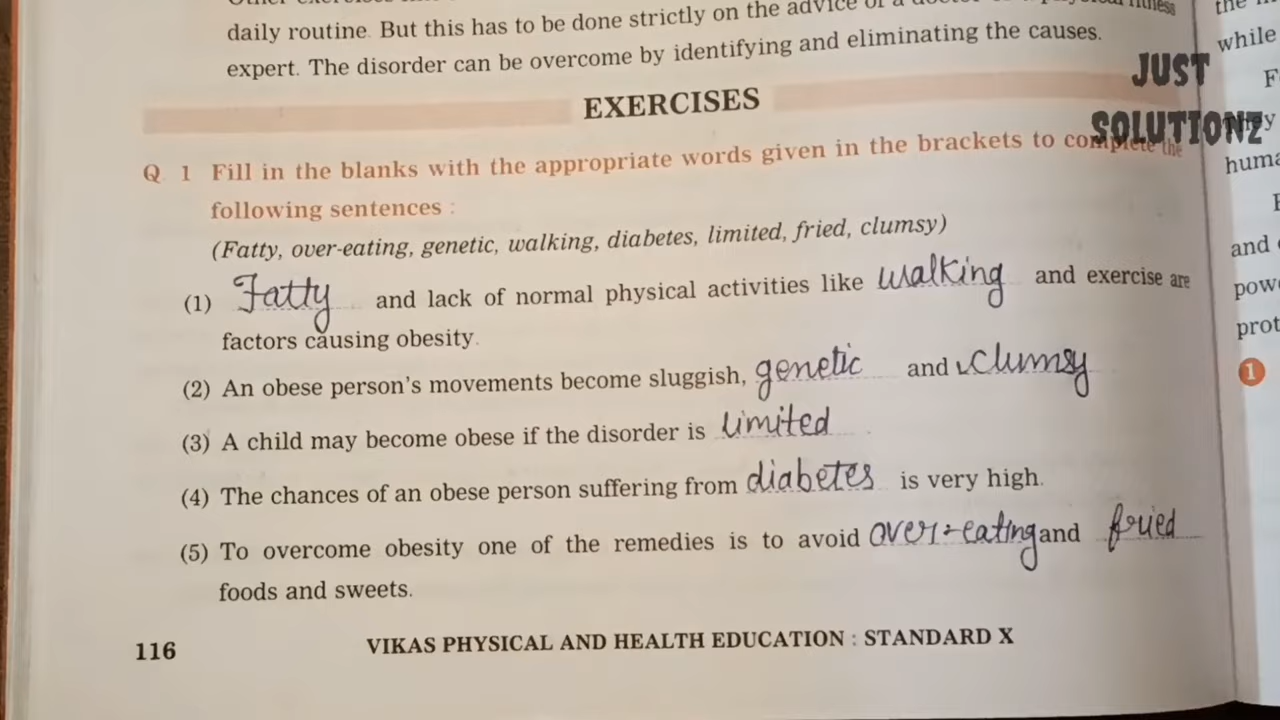 daily routine. But this has to be done strictly on the advice of a
expert. The disorder can be overcome by identifying and eliminating the causes.
JUST
SOLUTIONZ
EXERCISES
Q. 1 Fill in the blanks with the appropriate words given in the brackets to complete the
following sentences :
(Fatty, over-eating, genetic, walking, diabetes, limited, fried, clumsy)
(1) Fatty and lack of normal physical activities like walking and exercise are
factors causing obesity.
(2) An obese person's movements become sluggish, genetic and clumsy
(3) A child may become obese if the disorder is limited
(4) The chances of an obese person suffering from diabetes is very high.
(5) To overcome obesity one of the remedies is to avoid over-eating and fried
foods and sweets.
116 VIKAS PHYSICAL AND HEALTH EDUCATION : STANDARD X
the
while
huma
and
powe
prot
1